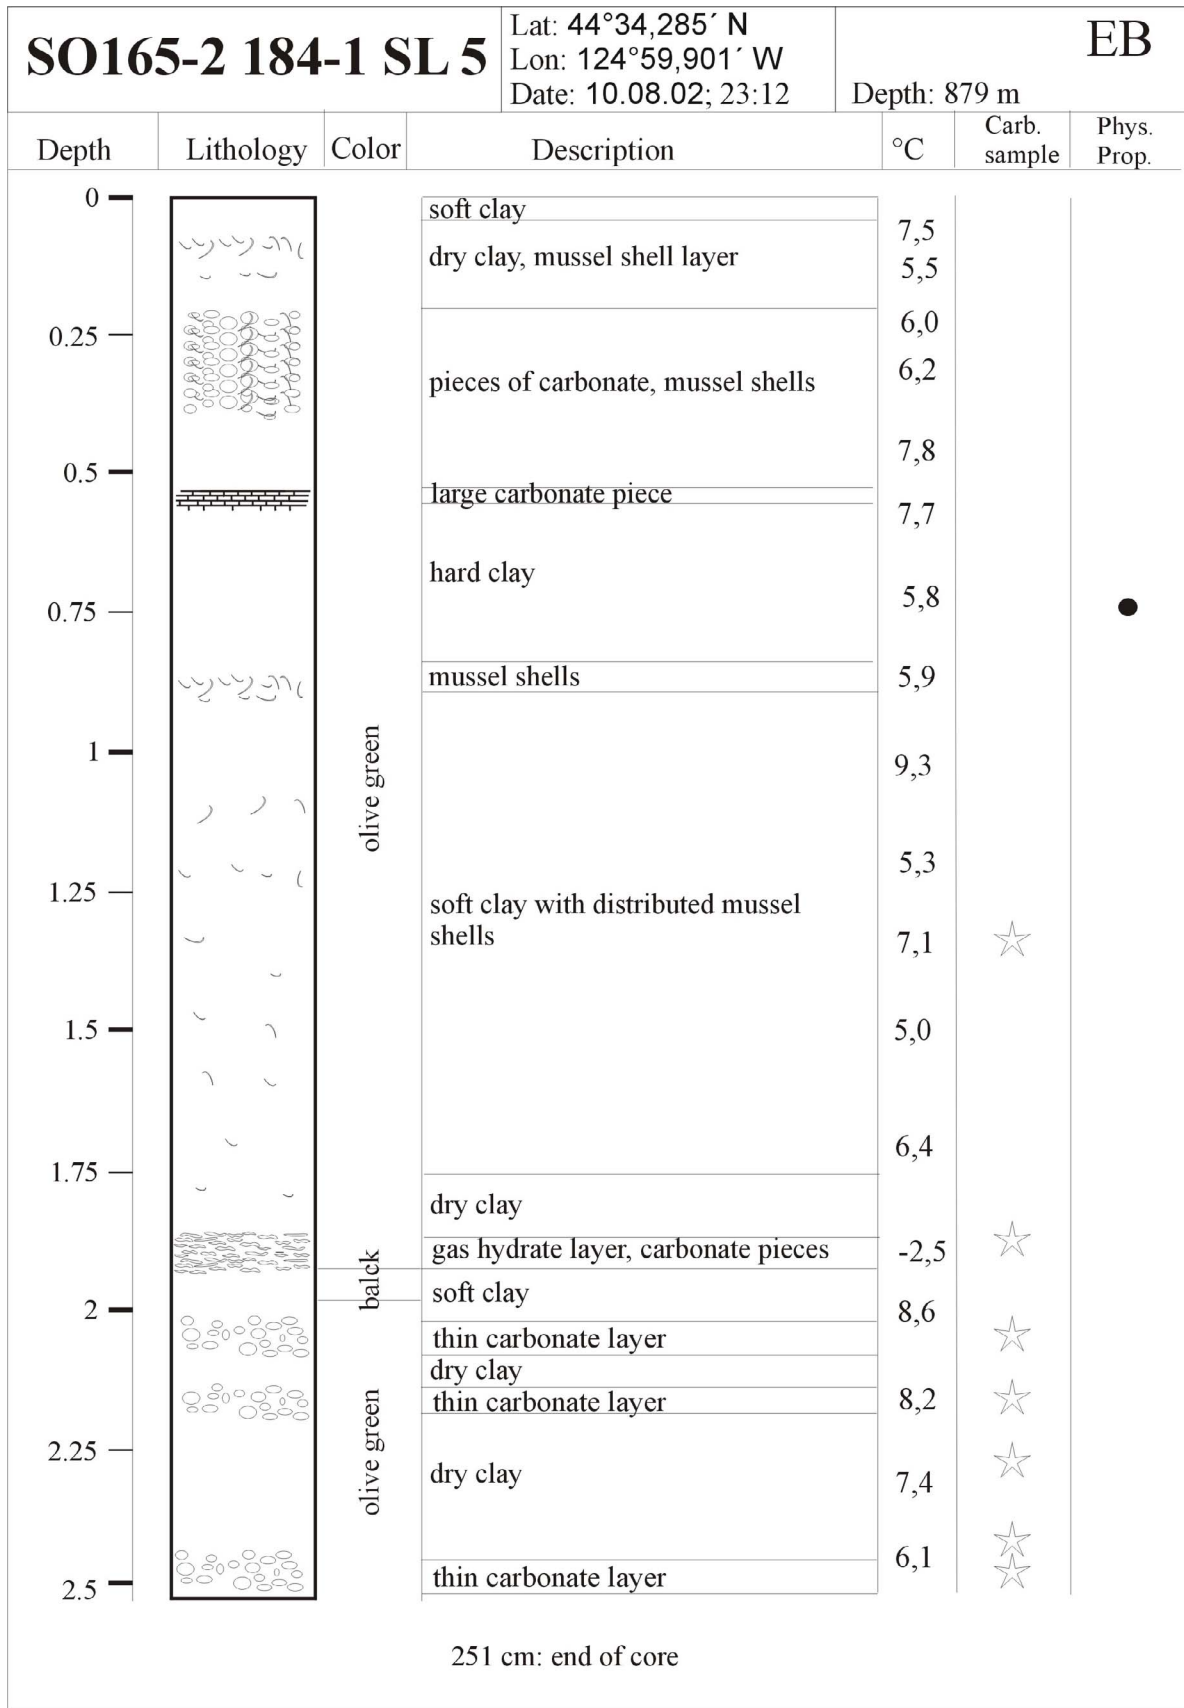 SO165-2 184-1 SL 5
Lat: 44°34,285´ N
Lon: 124°59,901´ W
Date: 10.08.02; 23:12
EB
Depth: 879 m
Depth
Lithology
Color
Description
°C
Carb.
sample
Phys.
Prop.
0
soft clay
7,5
dry clay, mussel shell layer
5,5
6,0
0.25
6,2
pieces of carbonate, mussel shells
7,8
0.5
large carbonate piece
7,7
hard clay
5,8
0.75
mussel shells
5,9
1
9,3
olive green
5,3
1.25
soft clay with distributed mussel
shells
7,1
1.5
5,0
6,4
1.75
dry clay
gas hydrate layer, carbonate pieces
-2,5
balck
soft clay
8,6
2
thin carbonate layer
dry clay
thin carbonate layer
8,2
olive green
2.25
dry clay
7,4
6,1
thin carbonate layer
2.5
251 cm: end of core